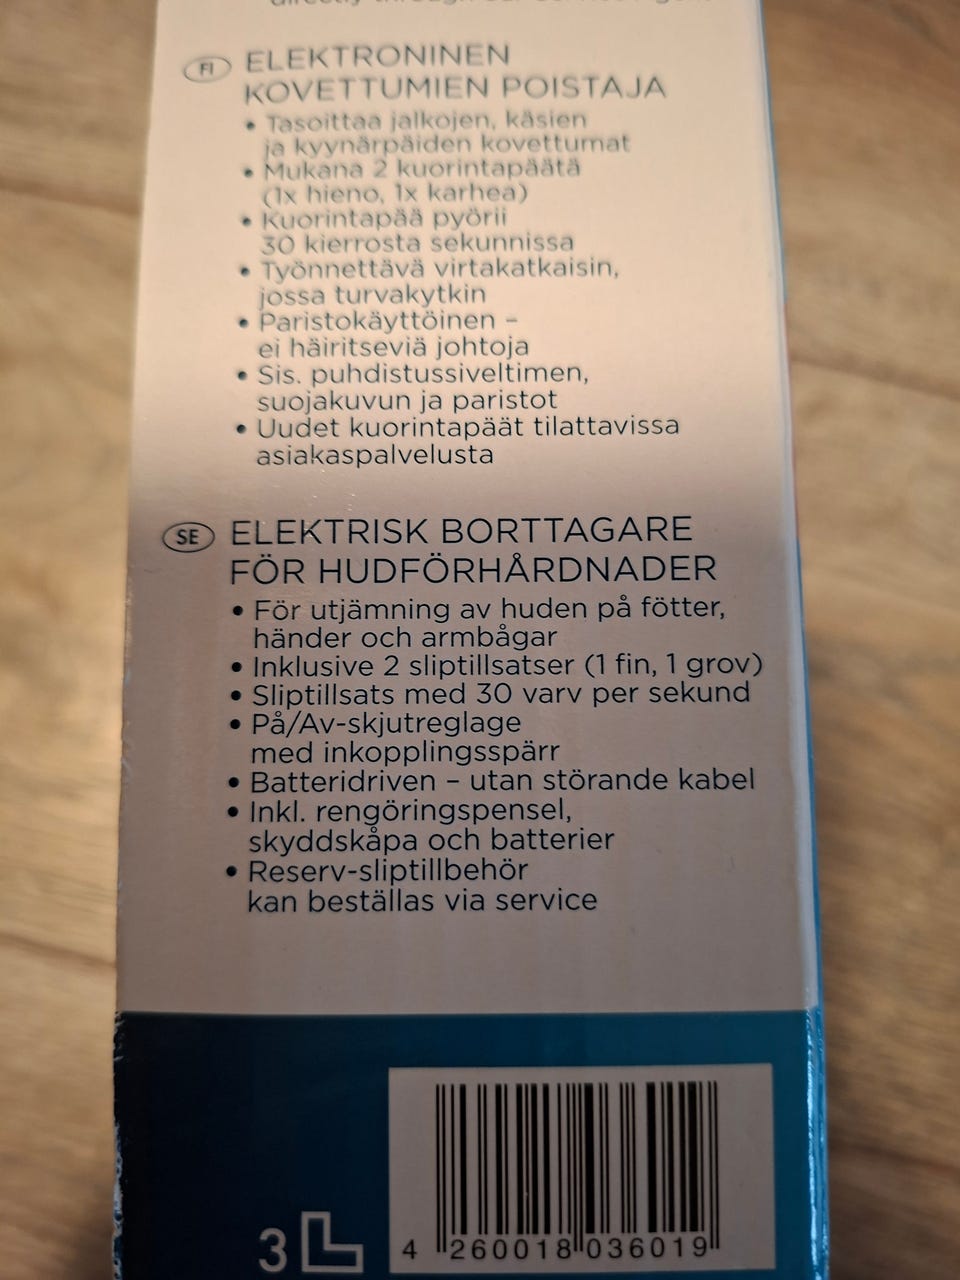 directly through our
FI ELEKTRONINEN
KOVETTUMIEN POISTAJA
• Tasoittaa jalkojen, käsien
ja kyynärpäiden kovettumat
• Mukana 2 kuorintapäätä
(1x hieno, 1x karhea)
• Kuorintapää pyörii
30 kierrosta sekunnissa
• Työnnettävä virtakatkaisin,
jossa turvakytkin
• Paristokäyttöinen –
ei häiritseviä johtoja
• Sis. puhdistussiveltimen,
suojakuvun ja paristot
• Uudet kuorintapäät tilattavissa
asiakaspalvelusta
SE ELEKTRISK BORTTAGARE
FÖR HUDFÖRHÅRDNADER
• För utjämning av huden på fötter,
händer och armbågar
• Inklusive 2 sliptillsatser (1 fin, 1 grov)
• Sliptillsats med 30 varv per sekund
• På/Av-skjutreglage
med inkopplingsspärr
• Batteridriven – utan störande kabel
• Inkl. rengöringspensel,
skyddskåpa och batterier
• Reserv-sliptillbehör
kan beställas via service
3L
4 260018 036019